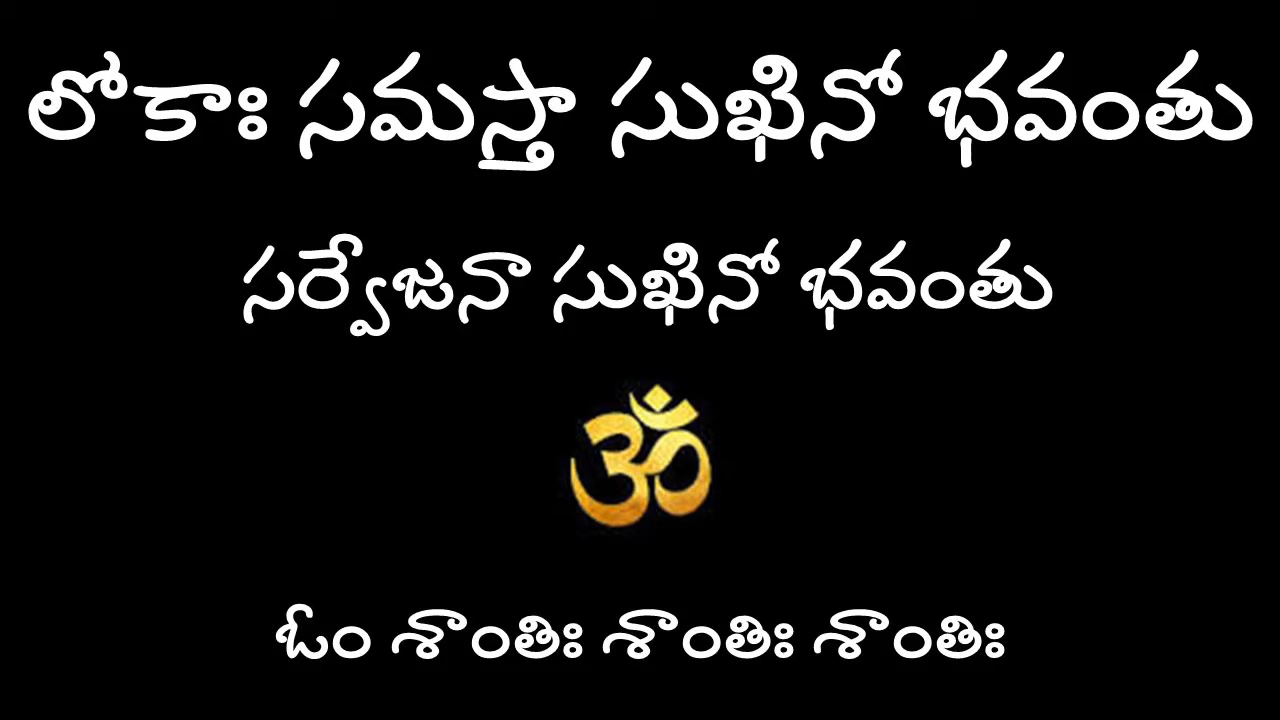 లోకాః సమస్తా సుఖినో భవంతు
సర్వేజనా సుఖినో భవంతు
ॐ
ఓం శాంతిః శాంతిః శాంతిః